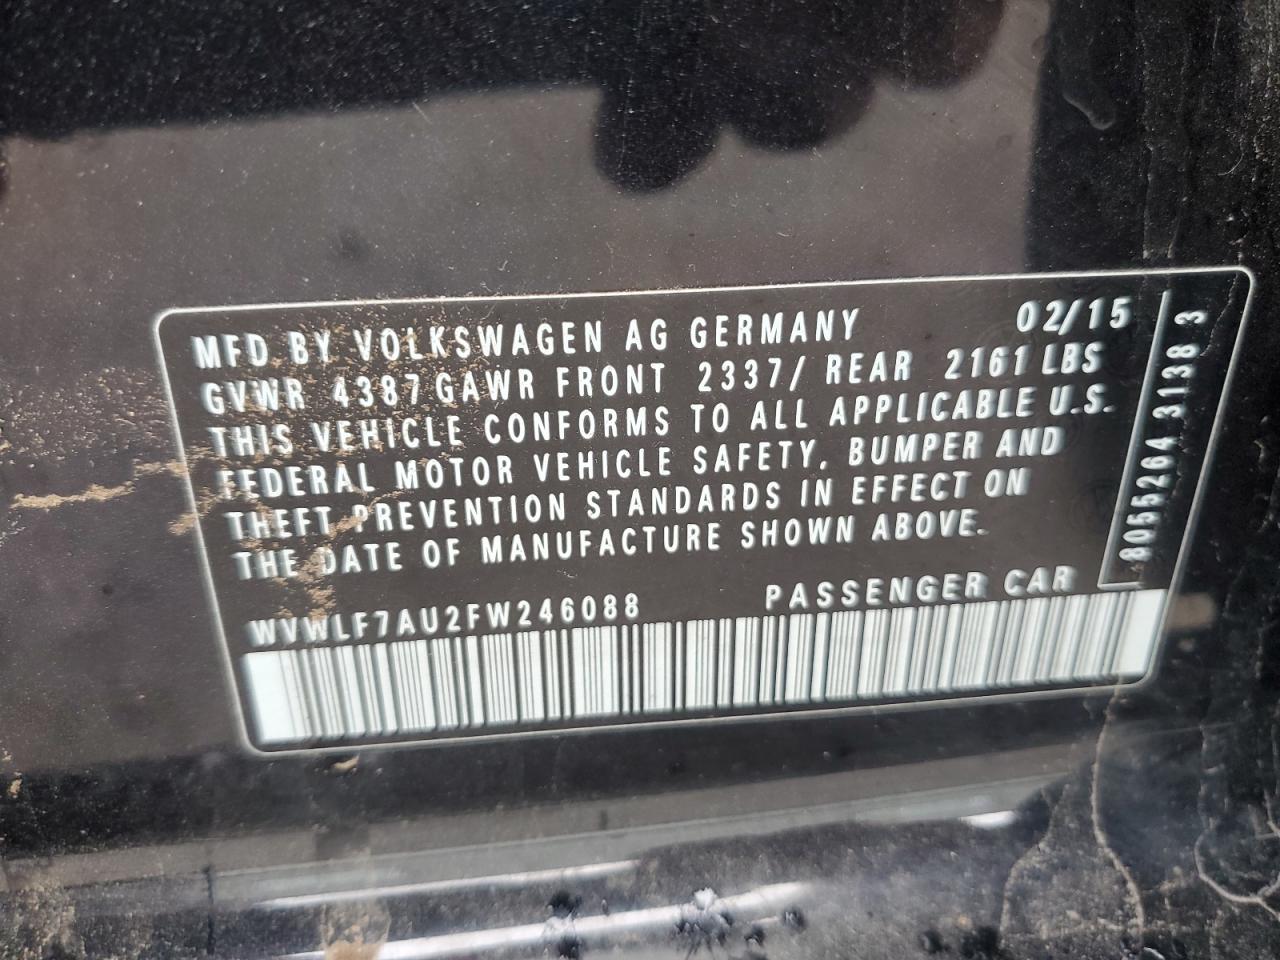 MFD BY VOLKSWAGEN AG GERMANY 02/15
GVWR 4387 GAWR FRONT 2337/ REAR 2161 LBS
THIS VEHICLE CONFORMS TO ALL APPLICABLE U.S.
FEDERAL MOTOR VEHICLE SAFETY, BUMPER AND
THEFT PREVENTION STANDARDS IN EFFECT ON
THE DATE OF MANUFACTURE SHOWN ABOVE.
WVWLF7AU2FW246088 PASSENGER CAR
8055264 3138 3